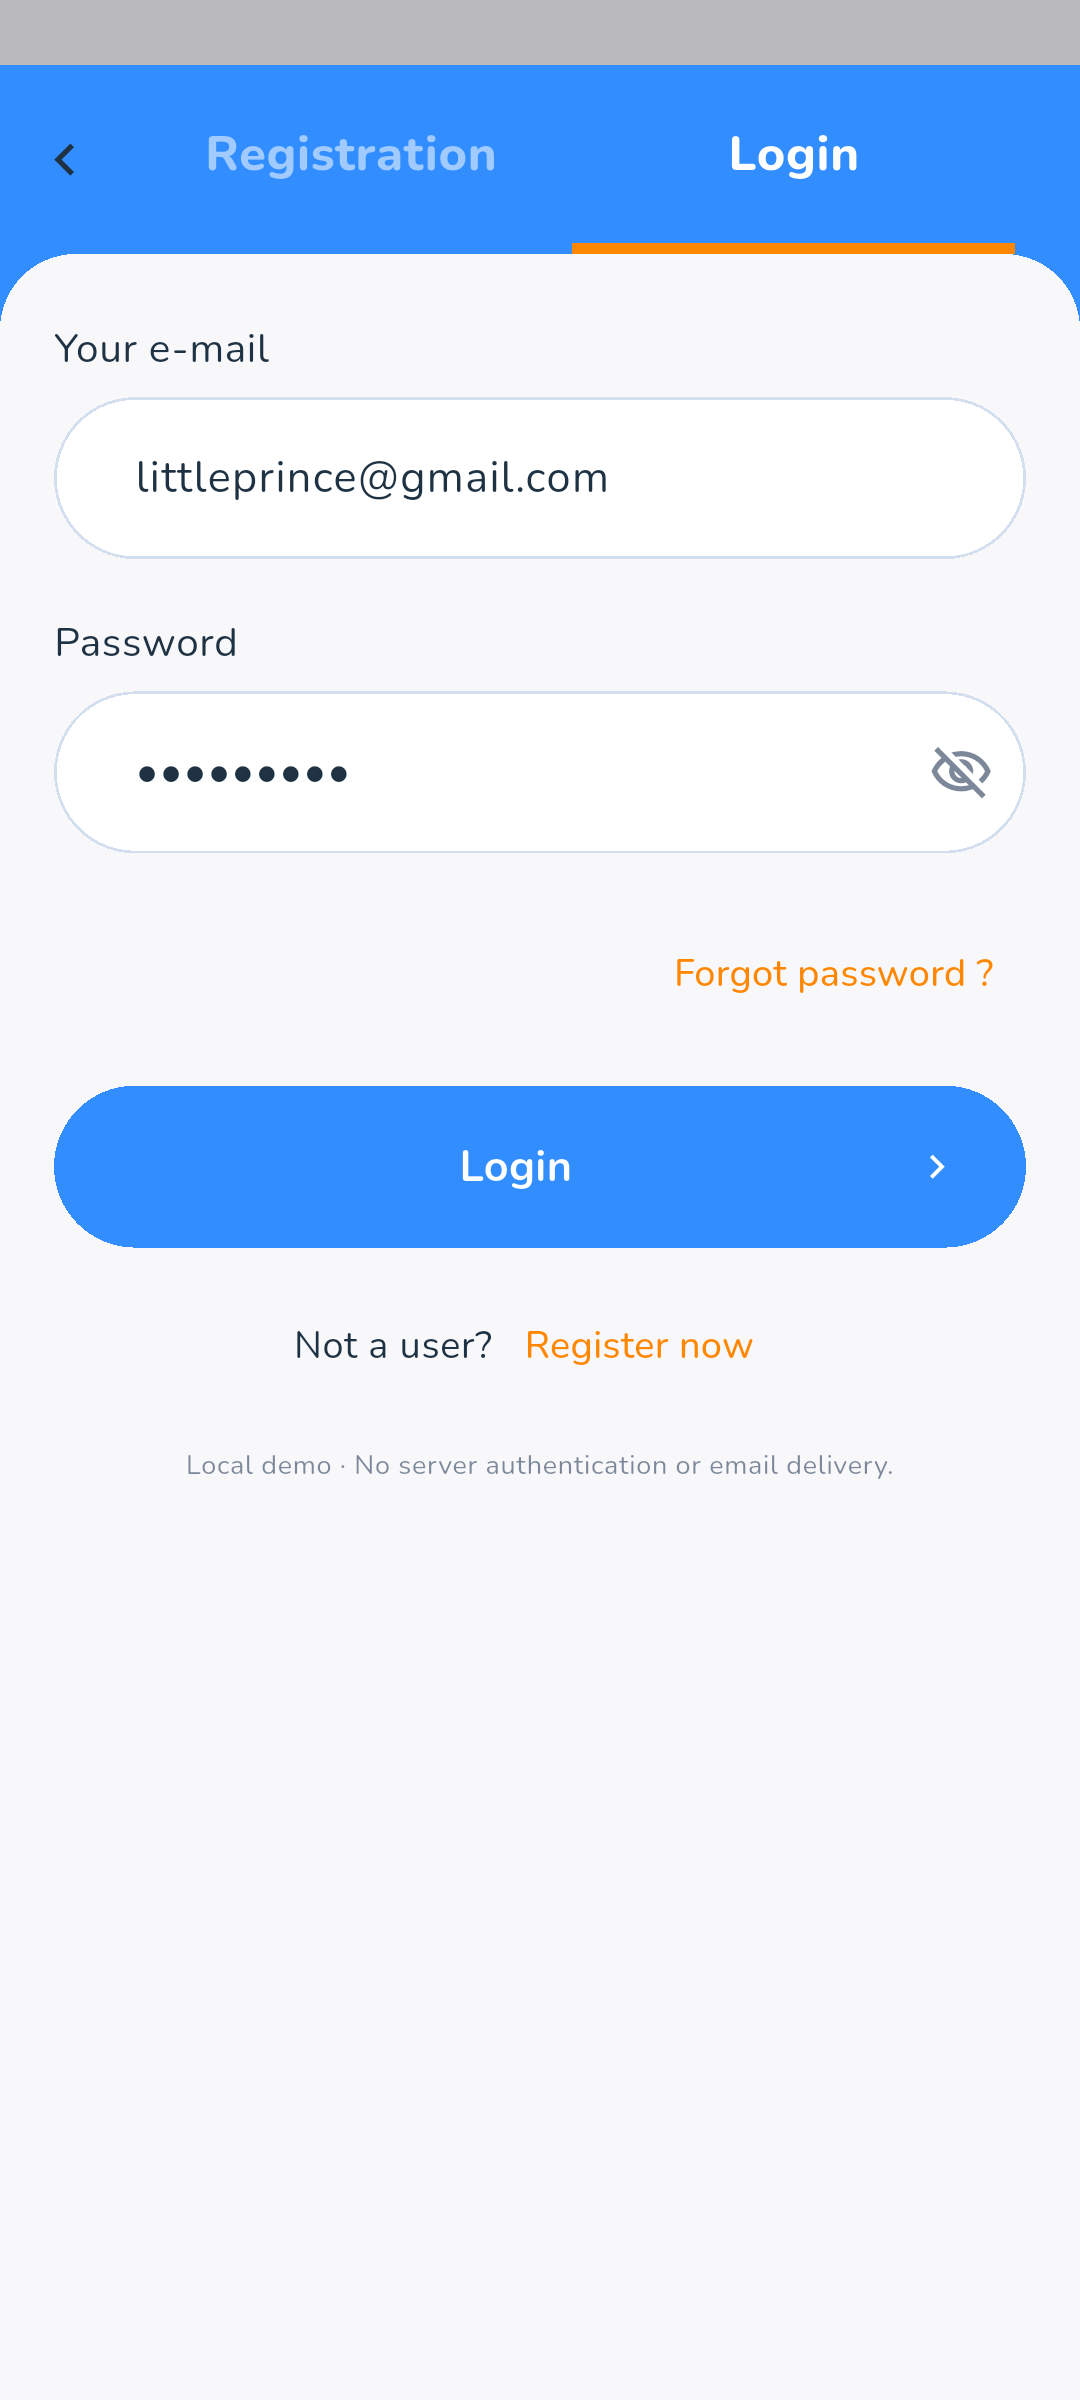 Registration Login
Your e-mail
littleprince@gmail.com
Password
•••••••••
Forgot password ?
Login
Not a user? Register now
Local demo · No server authentication or email delivery.